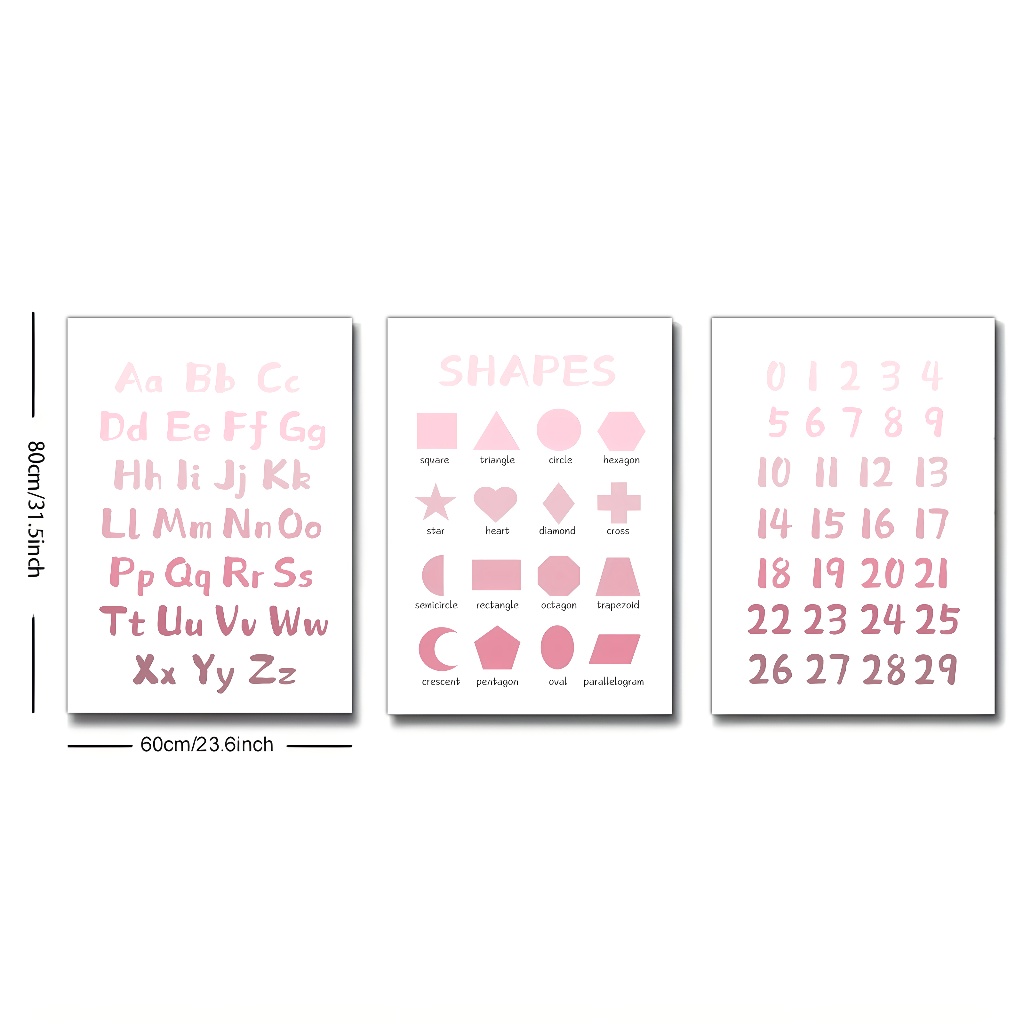 80cm/31.5inch
Aa Bb Cc
Dd Ee Ff Gg
Hh Ii Jj Kk
Ll Mm Nn Oo
Pp Qq Rr Ss
Tt Uu Vv Ww
Xx Yy Zz
60cm/23.6inch
SHAPES
square triangle circle hexagon
star heart diamond cross
semicircle rectangle octagon trapezoid
crescent pentagon oval parallelogram
0 1 2 3 4
5 6 7 8 9
10 11 12 13
14 15 16 17
18 19 20 21
22 23 24 25
26 27 28 29